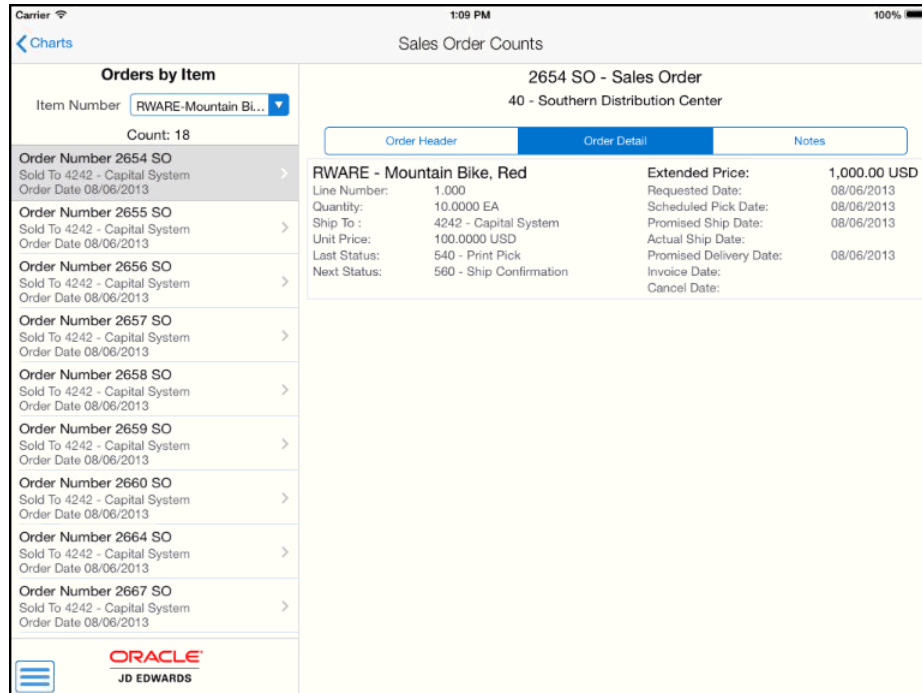 Carrier 1:09 PM 100%
Charts Sales Order Counts
Orders by Item
Item Number RWARE-Mountain Bi...
Count: 18
Order Number 2654 SO
Sold To 4242 - Capital System
Order Date 08/06/2013
Order Number 2655 SO
Sold To 4242 - Capital System
Order Date 08/06/2013
Order Number 2656 SO
Sold To 4242 - Capital System
Order Date 08/06/2013
Order Number 2657 SO
Sold To 4242 - Capital System
Order Date 08/06/2013
Order Number 2658 SO
Sold To 4242 - Capital System
Order Date 08/06/2013
Order Number 2659 SO
Sold To 4242 - Capital System
Order Date 08/06/2013
Order Number 2660 SO
Sold To 4242 - Capital System
Order Date 08/06/2013
Order Number 2664 SO
Sold To 4242 - Capital System
Order Date 08/06/2013
Order Number 2667 SO
Sold To 4242 - Capital System
Order Date 08/06/2013
ORACLE
JD EDWARDS
2654 SO - Sales Order
40 - Southern Distribution Center
Order Header Order Detail Notes
RWARE - Mountain Bike, Red
Line Number: 1.000
Quantity: 10.0000 EA
Ship To : 4242 - Capital System
Unit Price: 100.0000 USD
Last Status: 540 - Print Pick
Next Status: 560 - Ship Confirmation
Extended Price: 1,000.00 USD
Requested Date: 08/06/2013
Scheduled Pick Date: 08/06/2013
Promised Ship Date: 08/06/2013
Actual Ship Date:
Promised Delivery Date: 08/06/2013
Invoice Date:
Cancel Date: